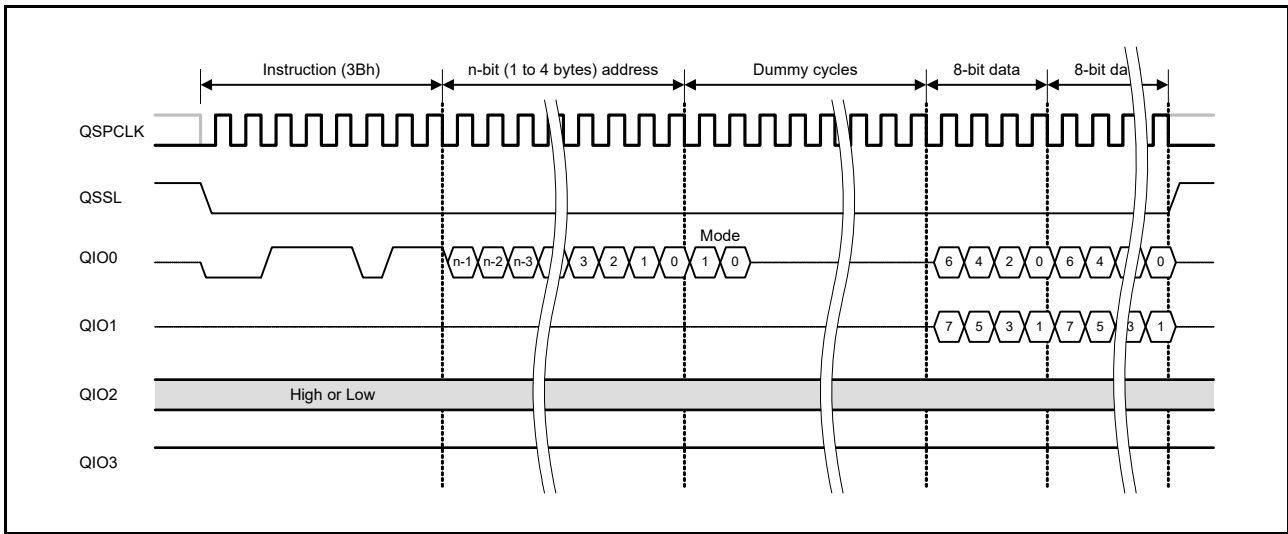 Instruction (3Bh) n-bit (1 to 4 bytes) address Dummy cycles 8-bit data 8-bit da
QSPCLK
QSSL
Mode
QIO0 n-1 n-2 n-3 3 2 1 0 1 0 6 4 2 0 6 4 0
QIO1 7 5 3 1 7 5 3 1
QIO2 High or Low
QIO3